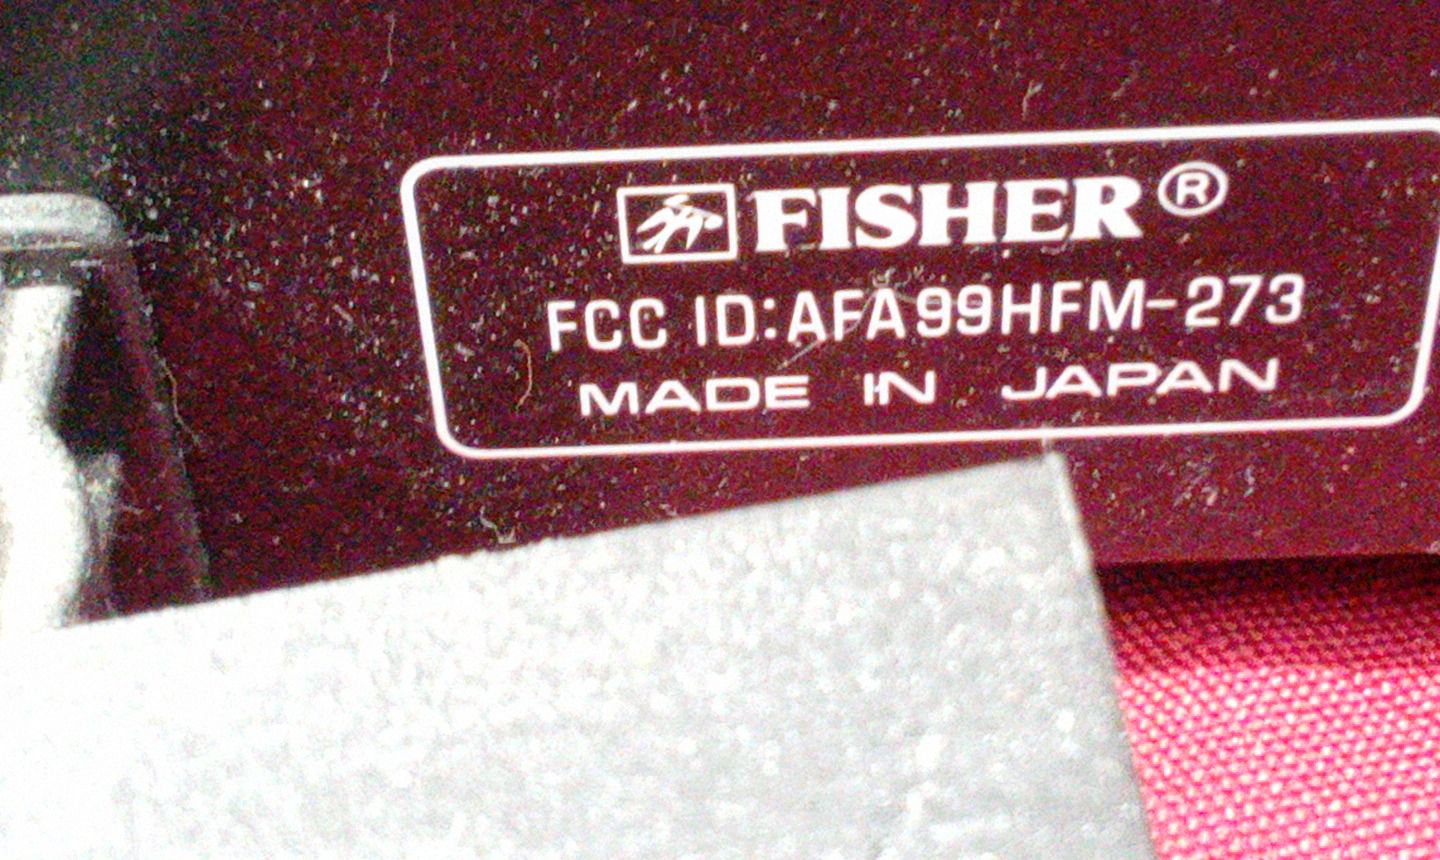 FISHER®
FCC ID:AFA99HFM-273
MADE IN JAPAN